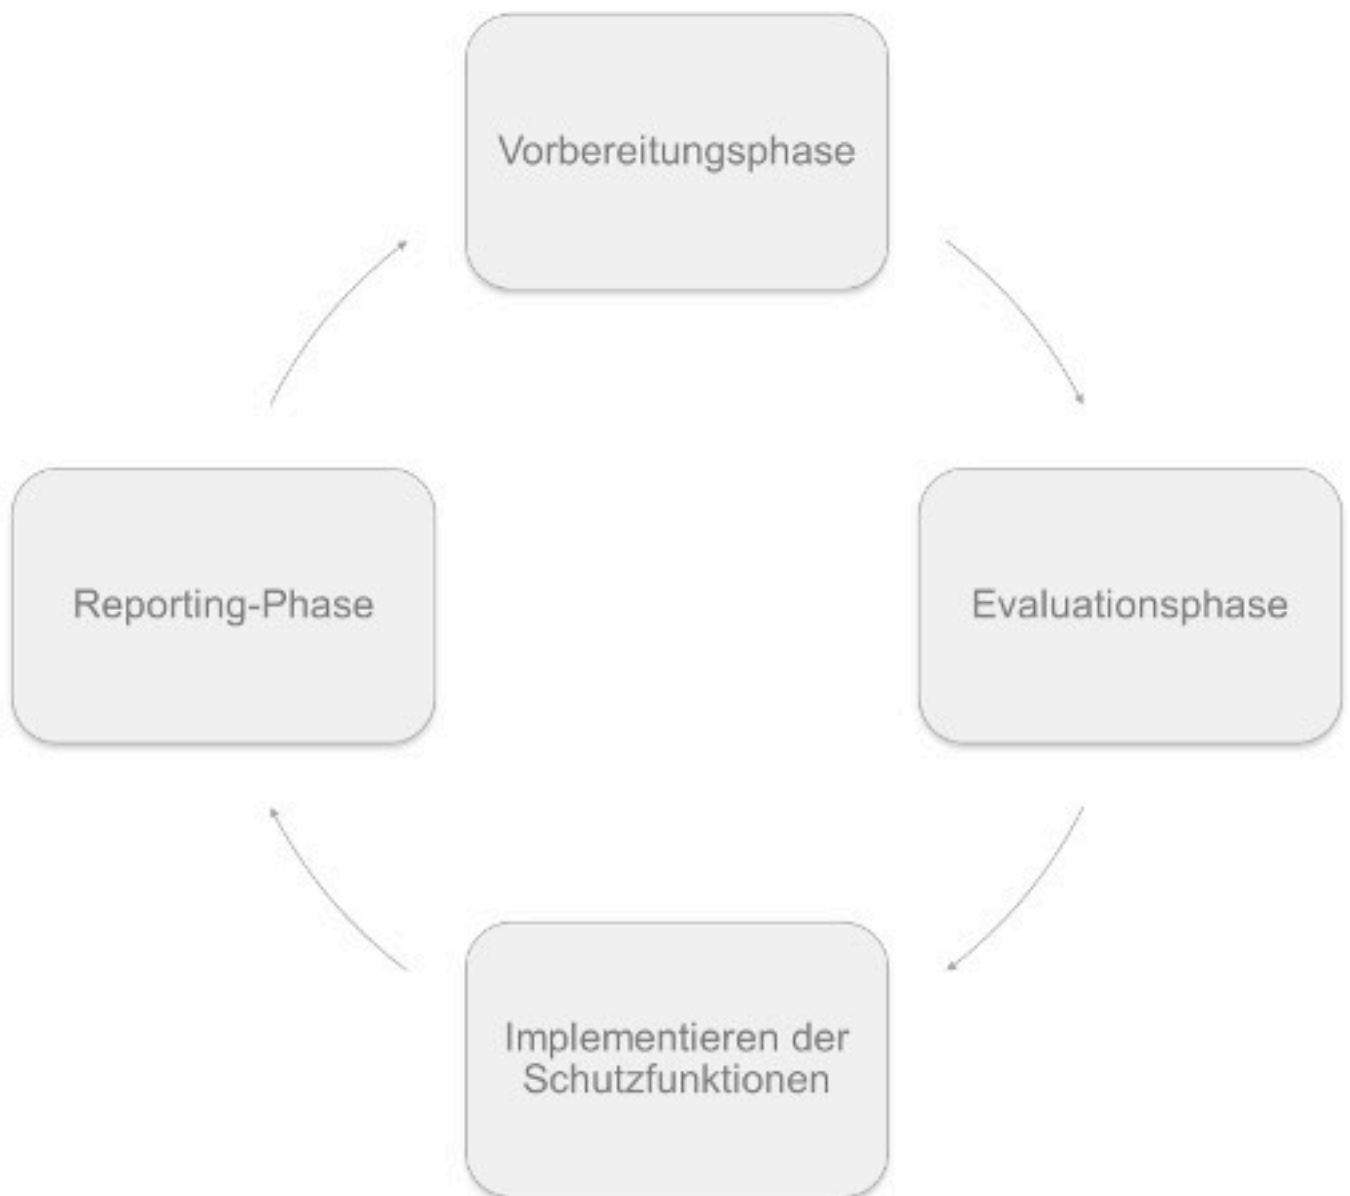 Vorbereitungsphase
Reporting-Phase
Evaluationsphase
Implementieren der
Schutzfunktionen